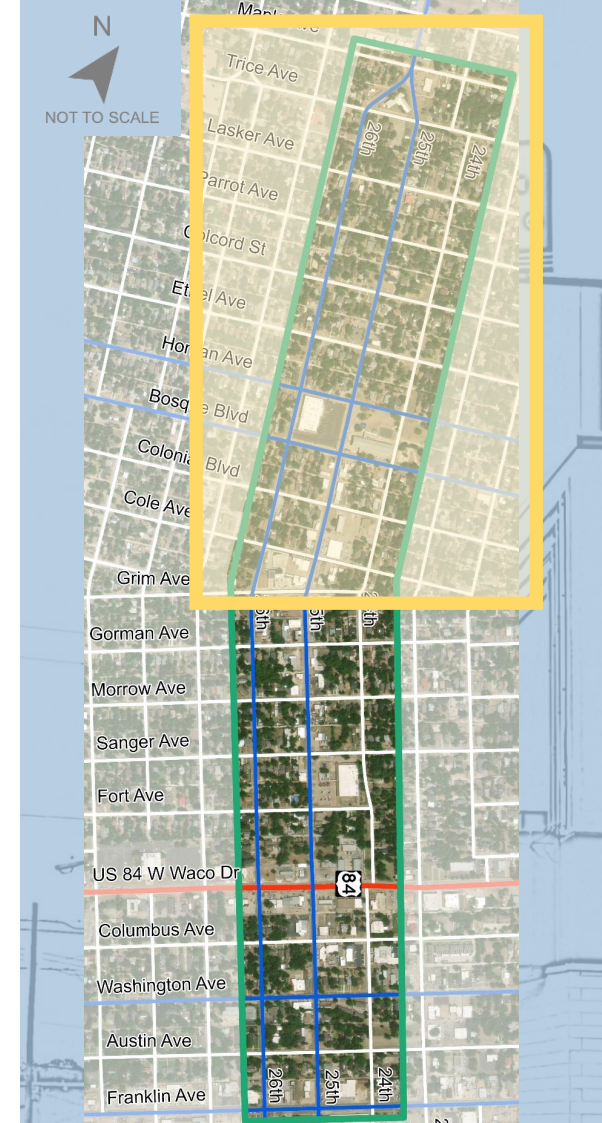 N
NOT TO SCALE
Trice Ave
Lasker Ave
Parrot Ave
Colcord St
Ethel Ave
Homan Ave
Bosque Blvd
Colonial Blvd
Cole Ave
Grim Ave
26th
25th
24th
Gorman Ave
Morrow Ave
Sanger Ave
Fort Ave
US 84 W Waco Dr
84
Columbus Ave
Washington Ave
Austin Ave
Franklin Ave
26th
25th
24th